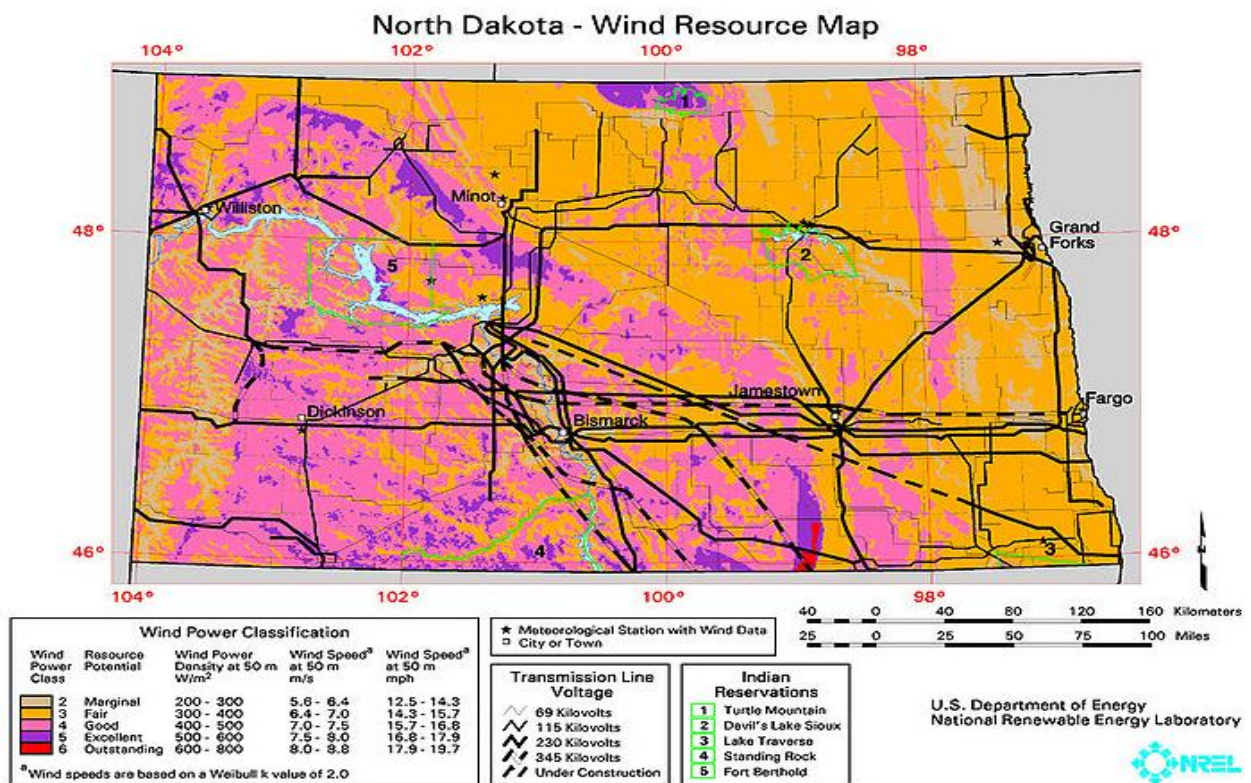 North Dakota - Wind Resource Map
104° 102° 100° 98°
1
Minot
Williston
48° 48°
Grand
Forks
2
5
Jamestown
Fargo
Dickinson
Bismarck
46° 46°
4
3
104° 102° 100° 98°
N
40 0 40 80 120 160 Kilometers
25 0 25 50 75 100 Miles
Wind Power Classification
Wind Power Class Resource Potential Wind Power Density at 50 m W/m² Wind Speedᵃ at 50 m m/s Wind Speedᵃ at 50 m mph
2 Marginal 200 - 300 5.6 - 6.4 12.5 - 14.3
3 Fair 300 - 400 6.4 - 7.0 14.3 - 15.7
4 Good 400 - 500 7.0 - 7.5 15.7 - 16.8
5 Excellent 500 - 600 7.5 - 8.0 16.8 - 17.9
6 Outstanding 600 - 800 8.0 - 8.8 17.9 - 19.7
ᵃWind speeds are based on a Weibull k value of 2.0
Meteorological Station with Wind Data
City or Town
Transmission Line
Voltage
69 Kilovolts
115 Kilovolts
230 Kilovolts
345 Kilovolts
Under Construction
Indian
Reservations
1 Turtle Mountain
2 Devil's Lake Sioux
3 Lake Traverse
4 Standing Rock
5 Fort Berthold
U.S. Department of Energy
National Renewable Energy Laboratory
NREL